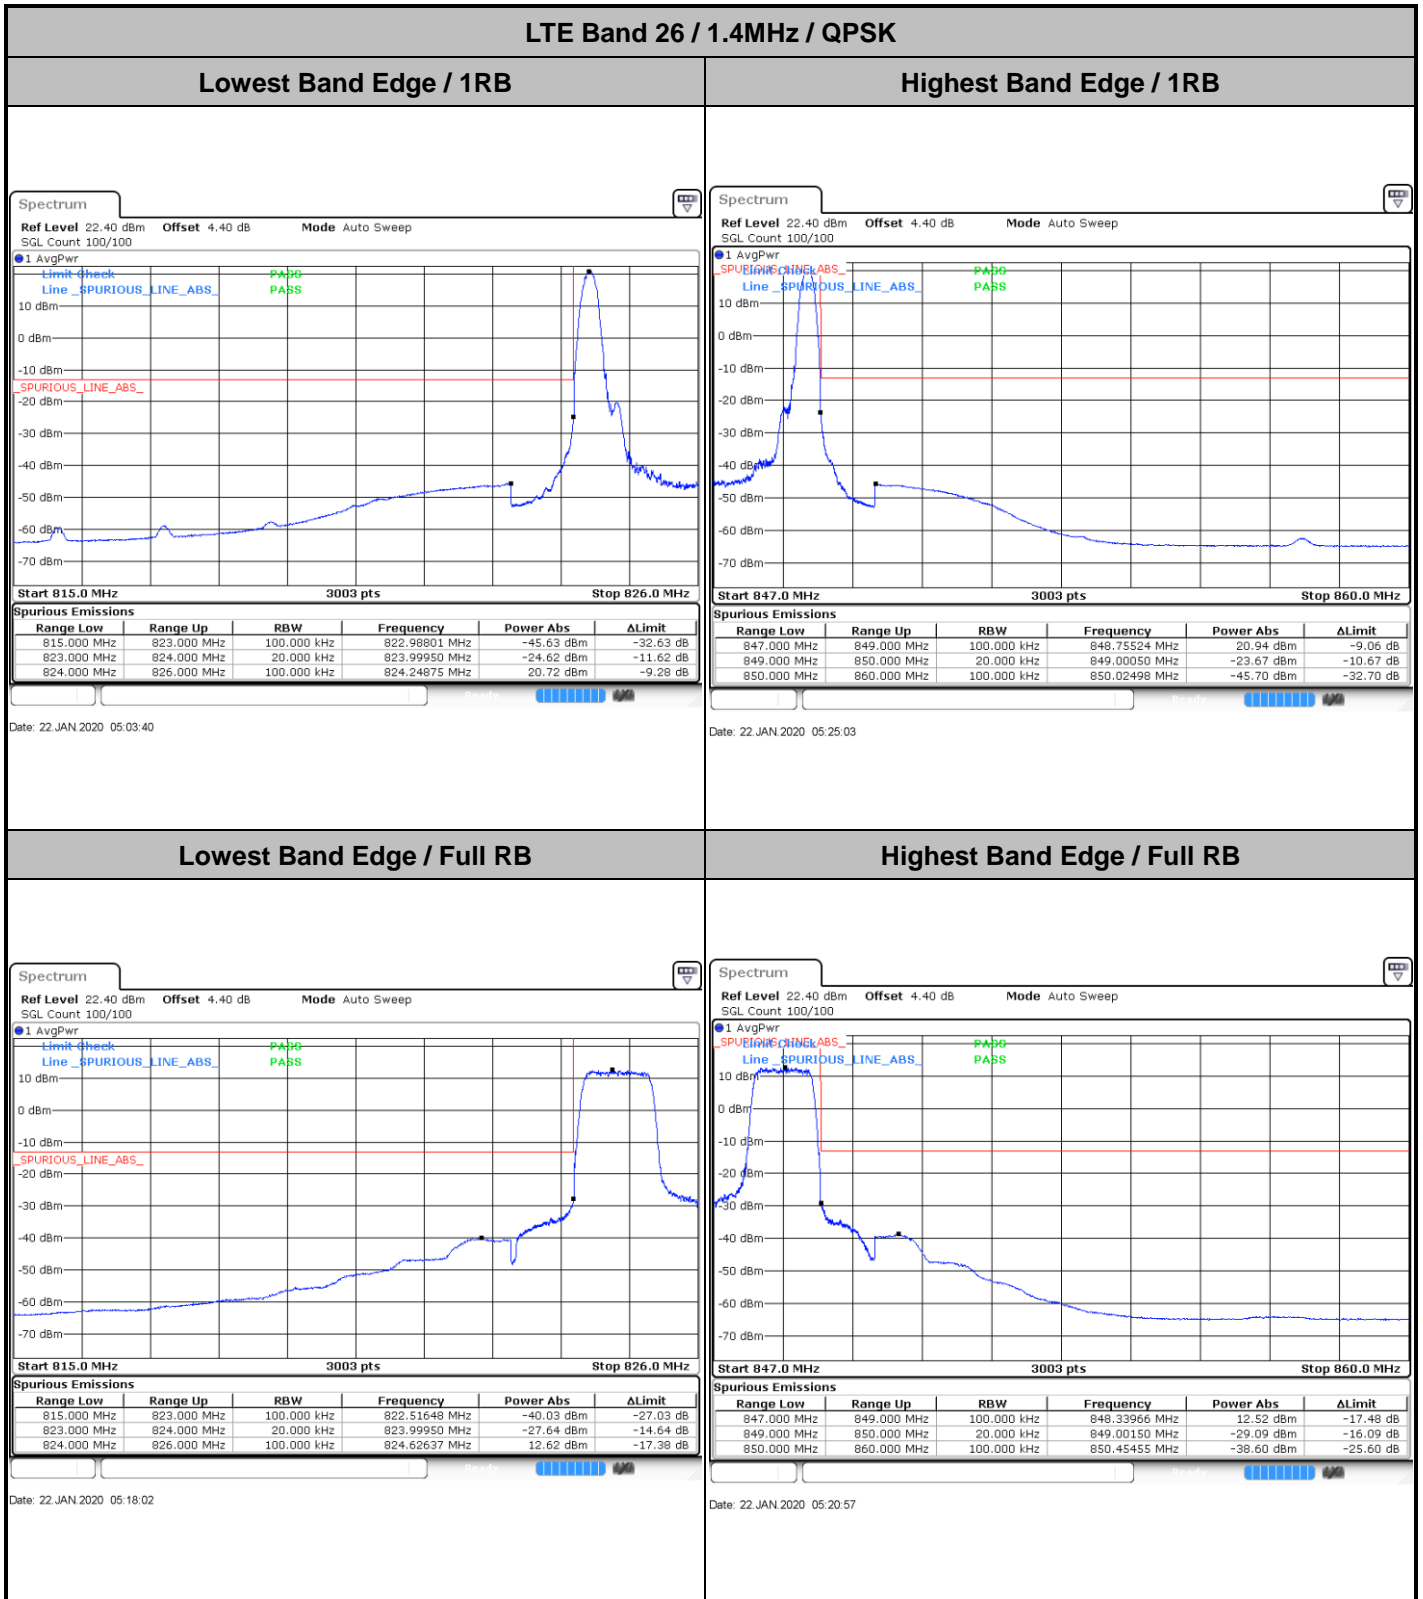 LTE Band 26 / 1.4MHz / QPSK
Lowest Band Edge / 1RB
Highest Band Edge / 1RB
Spectrum
Ref Level 22.40 dBm Offset 4.40 dB Mode Auto Sweep
SGL Count 100/100
1 AvgPwr
Limit Check PASS
Line _SPURIOUS_LINE_ABS_ PASS
10 dBm
0 dBm
-10 dBm
_SPURIOUS_LINE_ABS_
-20 dBm
-30 dBm
-40 dBm
-50 dBm
-60 dBm
-70 dBm
Start 815.0 MHz 3003 pts Stop 826.0 MHz
Spurious Emissions
Range Low Range Up RBW Frequency Power Abs ΔLimit
815.000 MHz 823.000 MHz 100.000 kHz 822.98801 MHz -45.63 dBm -32.63 dB
823.000 MHz 824.000 MHz 20.000 kHz 823.99950 MHz -24.62 dBm -11.62 dB
824.000 MHz 826.000 MHz 100.000 kHz 824.24875 MHz 20.72 dBm -9.28 dB
Ready
Date: 22.JAN.2020 05:03:40
Spectrum
Ref Level 22.40 dBm Offset 4.40 dB Mode Auto Sweep
SGL Count 100/100
1 AvgPwr
_SPURIOUS_LINE_ABS_
Limit Check PASS
Line _SPURIOUS_LINE_ABS_ PASS
10 dBm
0 dBm
-10 dBm
-20 dBm
-30 dBm
-40 dBm
-50 dBm
-60 dBm
-70 dBm
Start 847.0 MHz 3003 pts Stop 860.0 MHz
Spurious Emissions
Range Low Range Up RBW Frequency Power Abs ΔLimit
847.000 MHz 849.000 MHz 100.000 kHz 848.75524 MHz 20.94 dBm -9.06 dB
849.000 MHz 850.000 MHz 20.000 kHz 849.00050 MHz -23.67 dBm -10.67 dB
850.000 MHz 860.000 MHz 100.000 kHz 850.02498 MHz -45.70 dBm -32.70 dB
Ready
Date: 22.JAN.2020 05:25:03
Lowest Band Edge / Full RB
Highest Band Edge / Full RB
Spectrum
Ref Level 22.40 dBm Offset 4.40 dB Mode Auto Sweep
SGL Count 100/100
1 AvgPwr
Limit Check PASS
Line _SPURIOUS_LINE_ABS_ PASS
10 dBm
0 dBm
-10 dBm
_SPURIOUS_LINE_ABS_
-20 dBm
-30 dBm
-40 dBm
-50 dBm
-60 dBm
-70 dBm
Start 815.0 MHz 3003 pts Stop 826.0 MHz
Spurious Emissions
Range Low Range Up RBW Frequency Power Abs ΔLimit
815.000 MHz 823.000 MHz 100.000 kHz 822.51648 MHz -40.03 dBm -27.03 dB
823.000 MHz 824.000 MHz 20.000 kHz 823.99950 MHz -27.64 dBm -14.64 dB
824.000 MHz 826.000 MHz 100.000 kHz 824.62637 MHz 12.62 dBm -17.38 dB
Ready
Date: 22.JAN.2020 05:18:02
Spectrum
Ref Level 22.40 dBm Offset 4.40 dB Mode Auto Sweep
SGL Count 100/100
1 AvgPwr
_SPURIOUS_LINE_ABS_
Limit Check PASS
Line _SPURIOUS_LINE_ABS_ PASS
10 dBm
0 dBm
-10 dBm
-20 dBm
-30 dBm
-40 dBm
-50 dBm
-60 dBm
-70 dBm
Start 847.0 MHz 3003 pts Stop 860.0 MHz
Spurious Emissions
Range Low Range Up RBW Frequency Power Abs ΔLimit
847.000 MHz 849.000 MHz 100.000 kHz 848.33966 MHz 12.52 dBm -17.48 dB
849.000 MHz 850.000 MHz 20.000 kHz 849.00150 MHz -29.09 dBm -16.09 dB
850.000 MHz 860.000 MHz 100.000 kHz 850.45455 MHz -38.60 dBm -25.60 dB
Ready
Date: 22.JAN.2020 05:20:57